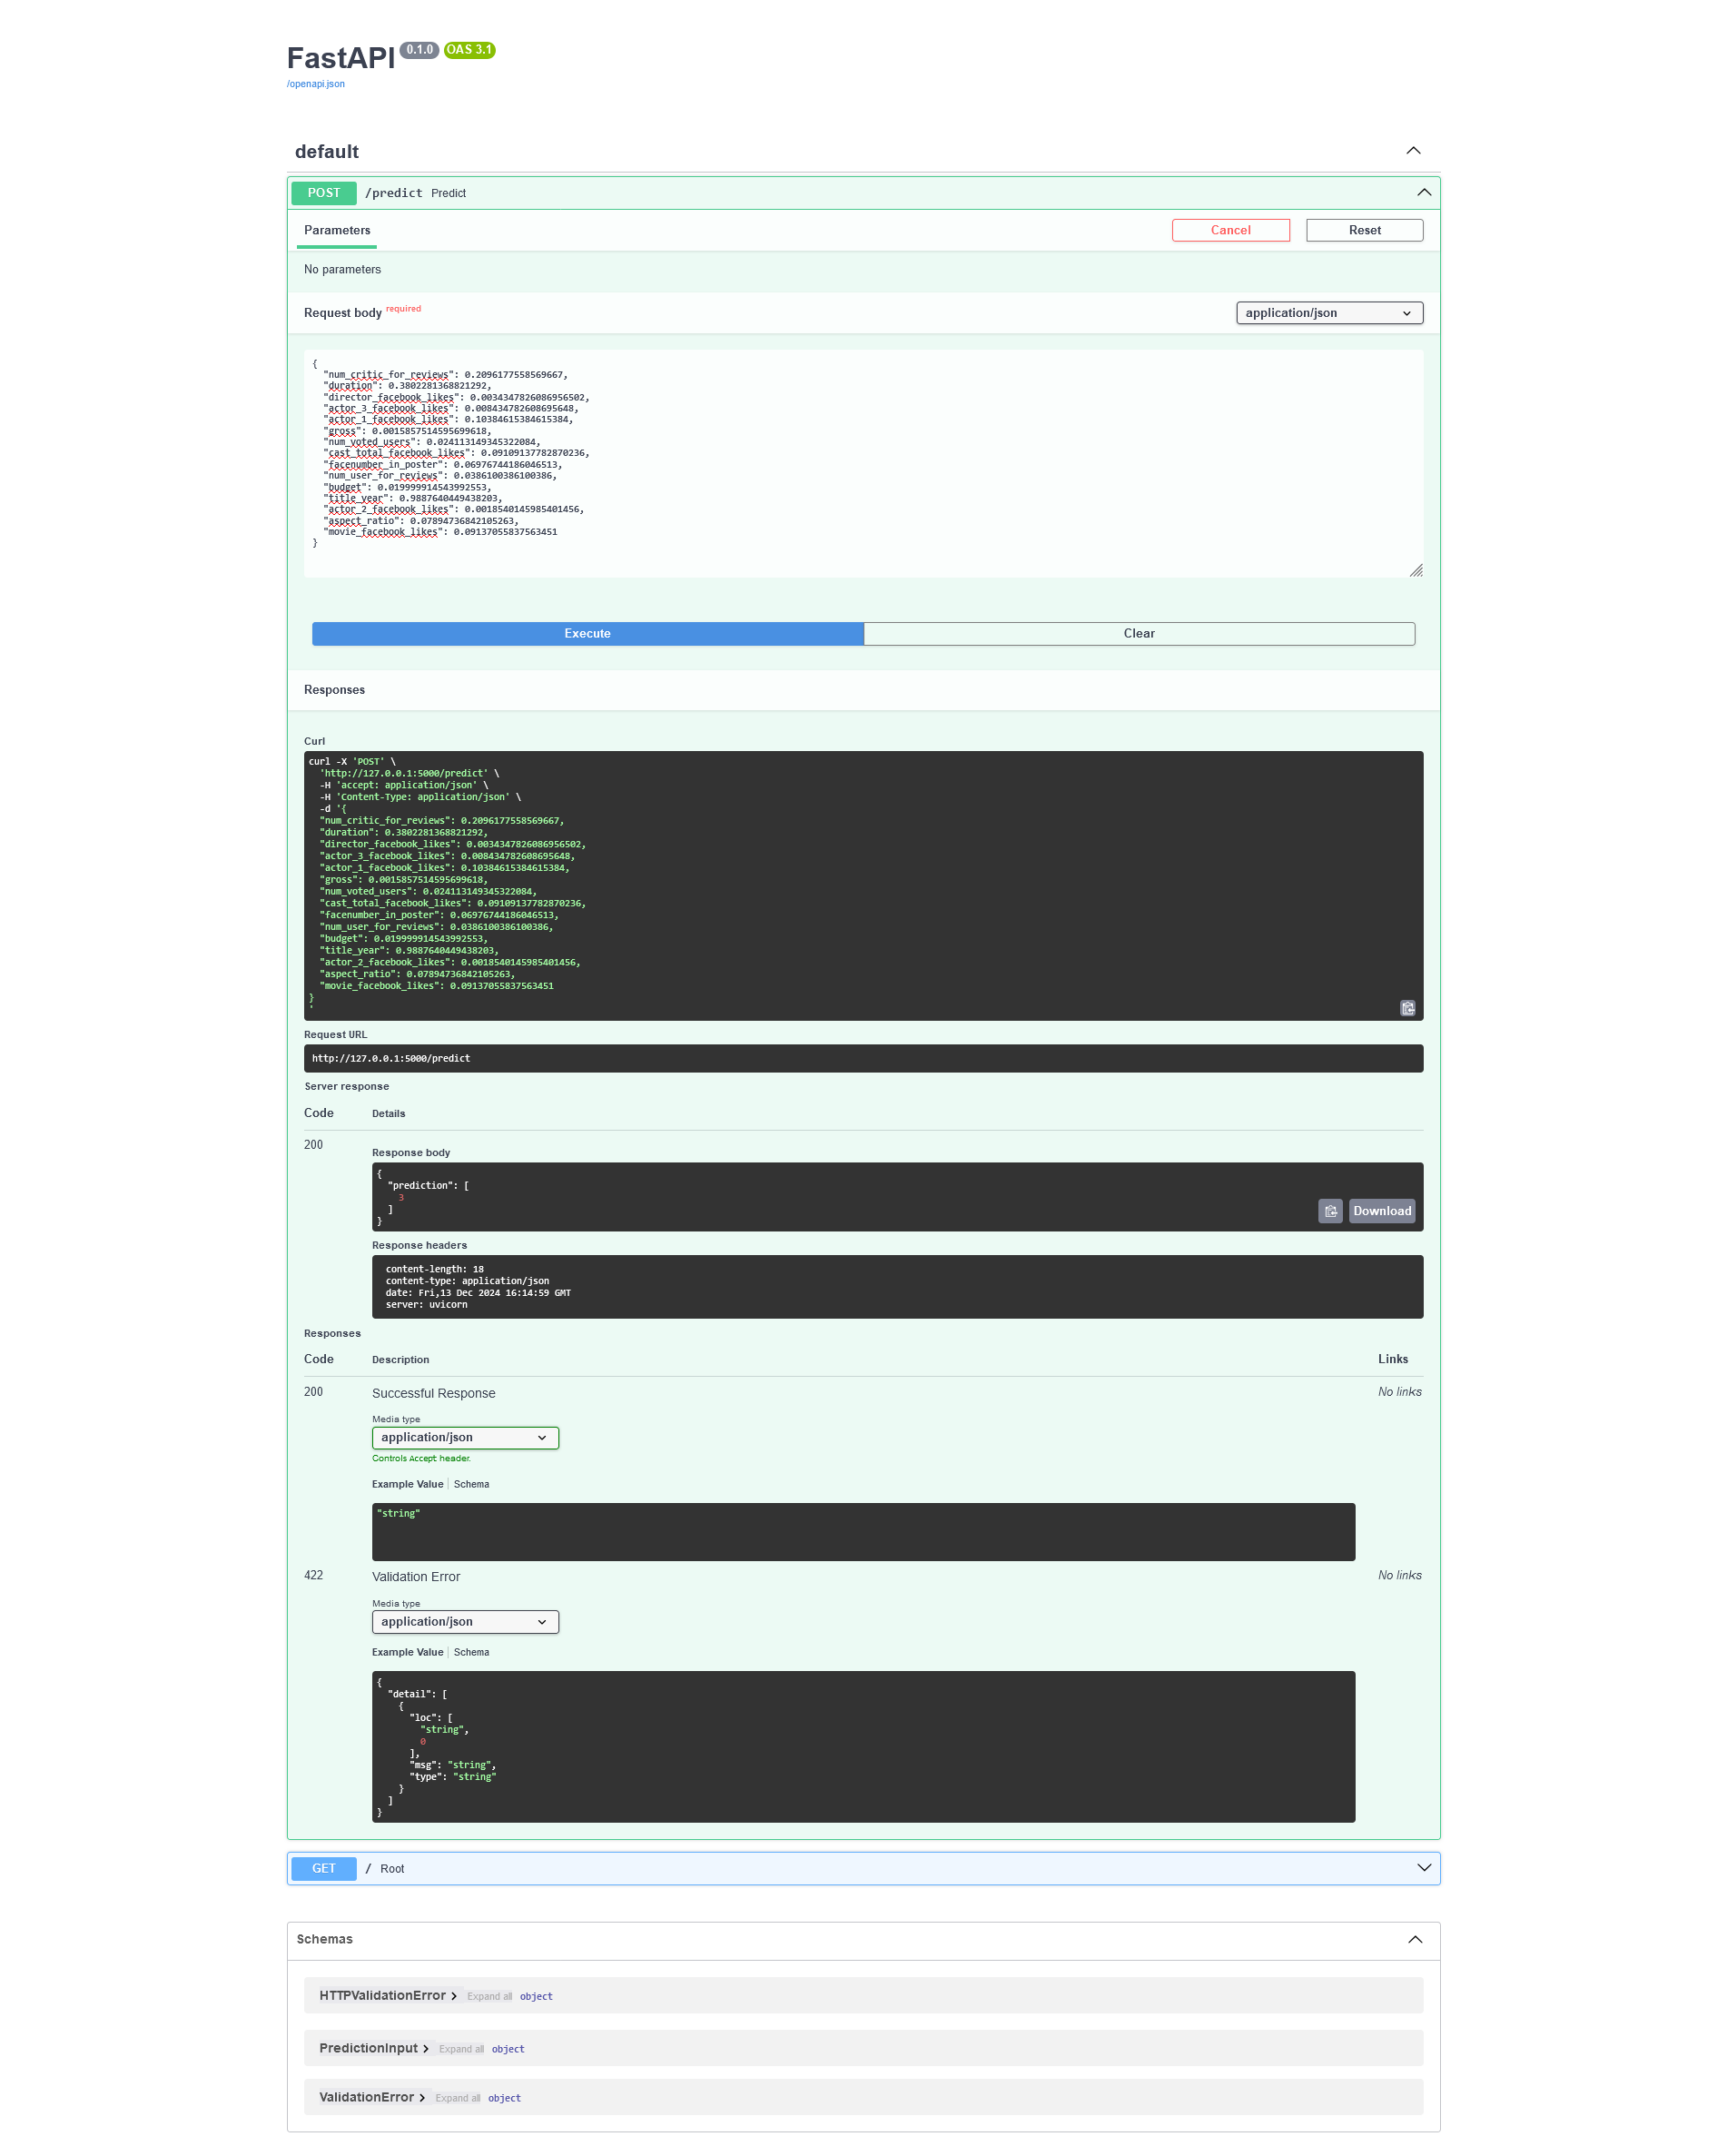 FastAPI 0.1.0 OAS 3.1
/openapi.json
default
POST /predict Predict
Parameters Cancel Reset
No parameters
Request body required application/json
{
  "num_critic_for_reviews": 0.2096177558569667,
  "duration": 0.3802281368821292,
  "director_facebook_likes": 0.0034347826086956502,
  "actor_3_facebook_likes": 0.008434782608695648,
  "actor_1_facebook_likes": 0.10384615384615384,
  "gross": 0.0015857514595699618,
  "num_voted_users": 0.024113149345322084,
  "cast_total_facebook_likes": 0.09109137782870236,
  "facenumber_in_poster": 0.06976744186046513,
  "num_user_for_reviews": 0.0386100386100386,
  "budget": 0.019999914543992553,
  "title_year": 0.9887640449438203,
  "actor_2_facebook_likes": 0.0018540145985401456,
  "aspect_ratio": 0.07894736842105263,
  "movie_facebook_likes": 0.09137055837563451
}
Execute Clear
Responses
Curl
curl -X 'POST' \
  'http://127.0.0.1:5000/predict' \
  -H 'accept: application/json' \
  -H 'Content-Type: application/json' \
  -d '{
  "num_critic_for_reviews": 0.2096177558569667,
  "duration": 0.3802281368821292,
  "director_facebook_likes": 0.0034347826086956502,
  "actor_3_facebook_likes": 0.008434782608695648,
  "actor_1_facebook_likes": 0.10384615384615384,
  "gross": 0.0015857514595699618,
  "num_voted_users": 0.024113149345322084,
  "cast_total_facebook_likes": 0.09109137782870236,
  "facenumber_in_poster": 0.06976744186046513,
  "num_user_for_reviews": 0.0386100386100386,
  "budget": 0.019999914543992553,
  "title_year": 0.9887640449438203,
  "actor_2_facebook_likes": 0.0018540145985401456,
  "aspect_ratio": 0.07894736842105263,
  "movie_facebook_likes": 0.09137055837563451
}
'
Request URL
http://127.0.0.1:5000/predict
Server response
Code Details
200
Response body
{
  "prediction": [
    3
  ]
}
Download
Response headers
content-length: 18
content-type: application/json
date: Fri,13 Dec 2024 16:14:59 GMT
server: uvicorn
Responses
Code Description Links
200 Successful Response No links
Media type
application/json
Controls Accept header.
Example Value Schema
"string"
422 Validation Error No links
Media type
application/json
Example Value Schema
{
  "detail": [
    {
      "loc": [
        "string",
        0
      ],
      "msg": "string",
      "type": "string"
    }
  ]
}
GET / Root
Schemas
HTTPValidationError Expand all object
PredictionInput Expand all object
ValidationError Expand all object